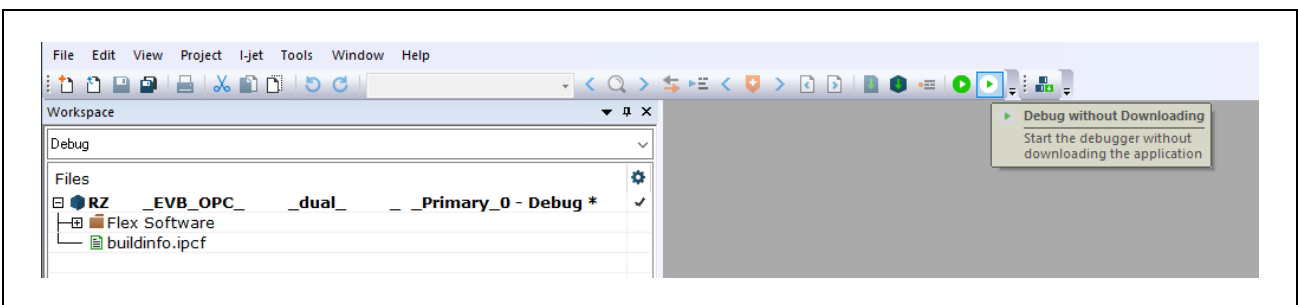 File Edit View Project I-jet Tools Window Help
Workspace
Debug without Downloading
Start the debugger without
downloading the application
Debug
Files
RZ _EVB_OPC_ _dual_ _ _Primary_0 - Debug *
Flex Software
buildinfo.ipcf